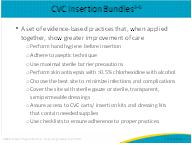 CVC Insertion Bundles
• A set of evidence-based practices that, when applied
together, show greater improvement of care
o Perform hand hygiene before insertion
o Adhere to aseptic technique
o Use maximal sterile barrier precautions
o Perform skin antisepsis with >0.5% chlorhexidine with alcohol
o Choose the best site to minimize infections and complications
o Cover the site with sterile gauze or sterile, transparent,
semipermeable dressings
o Assure access to CVC carts/ insertion kits and dressing kits
that contain needed supplies
o Use checklists to ensure adherence to proper practices